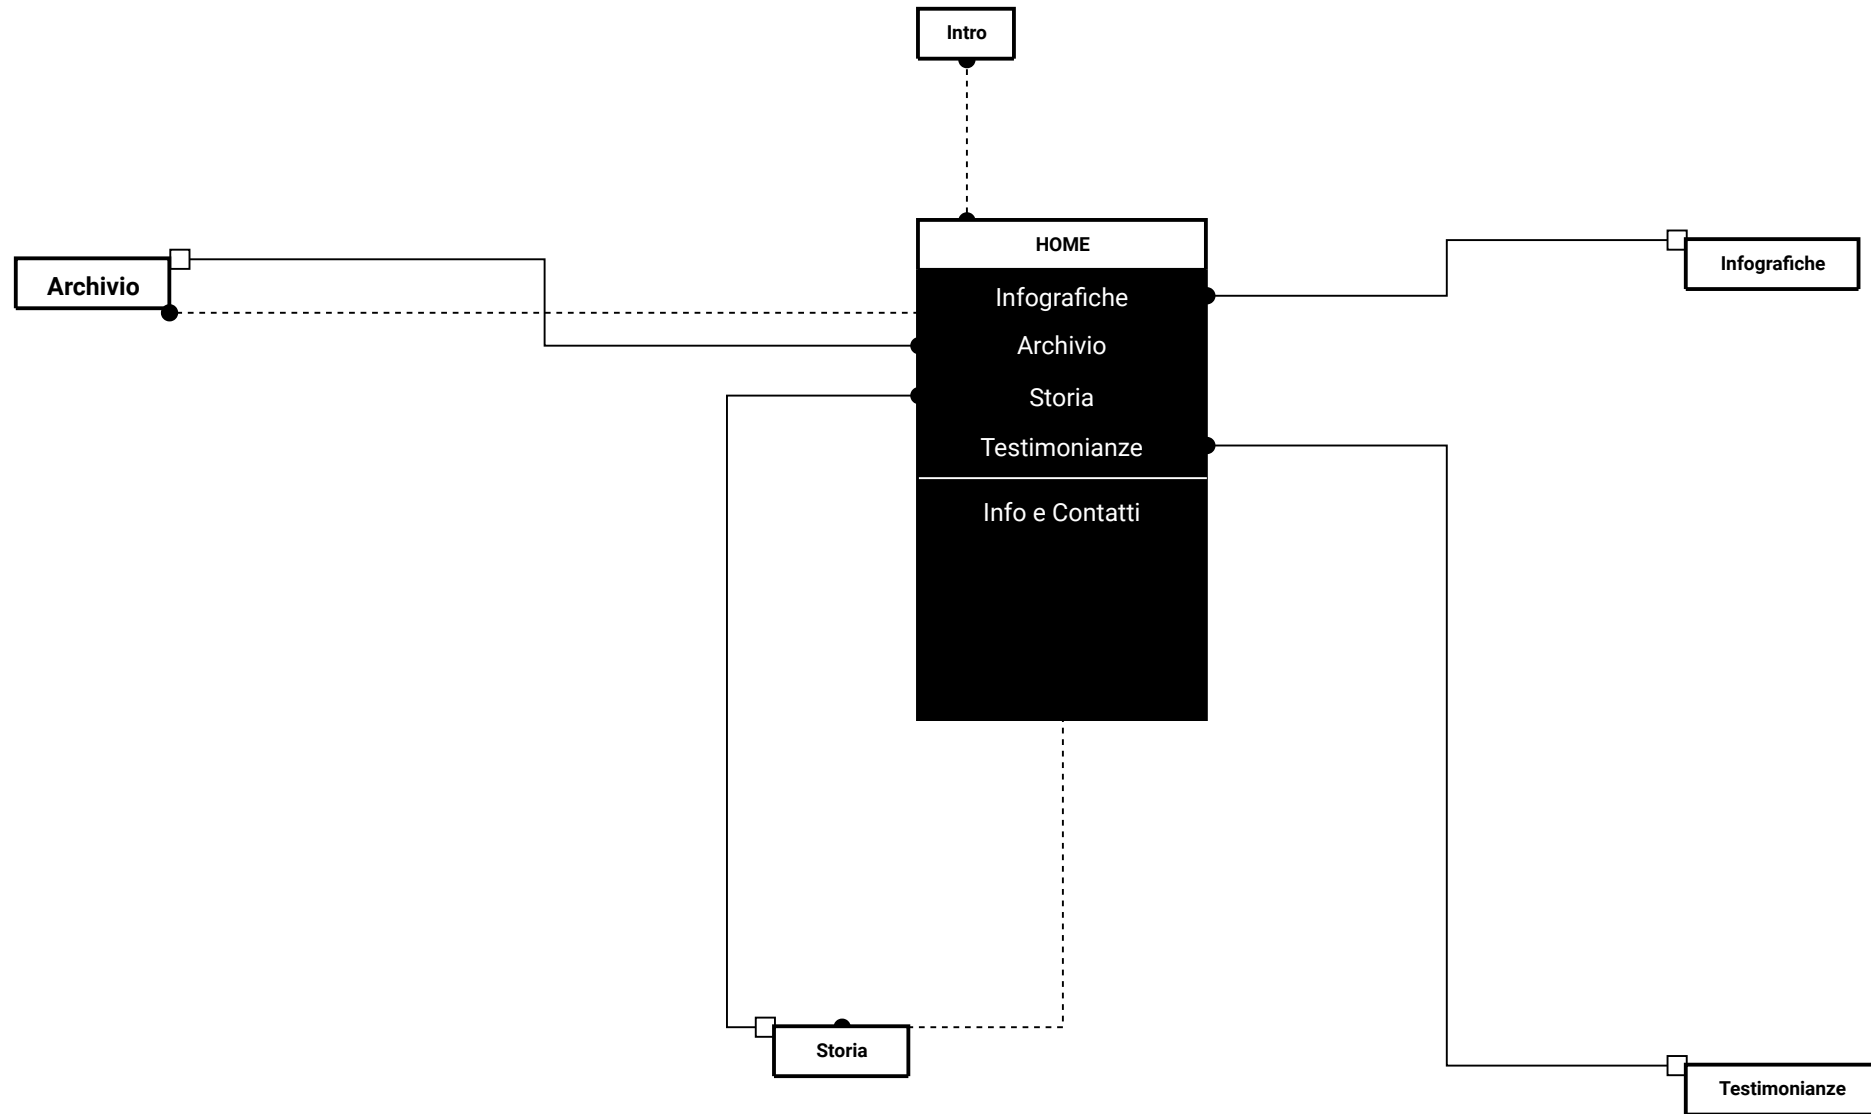 Intro
HOME
Infografiche
Archivio
Storia
Testimonianze
Info e Contatti
Archivio
Infografiche
Storia
Testimonianze